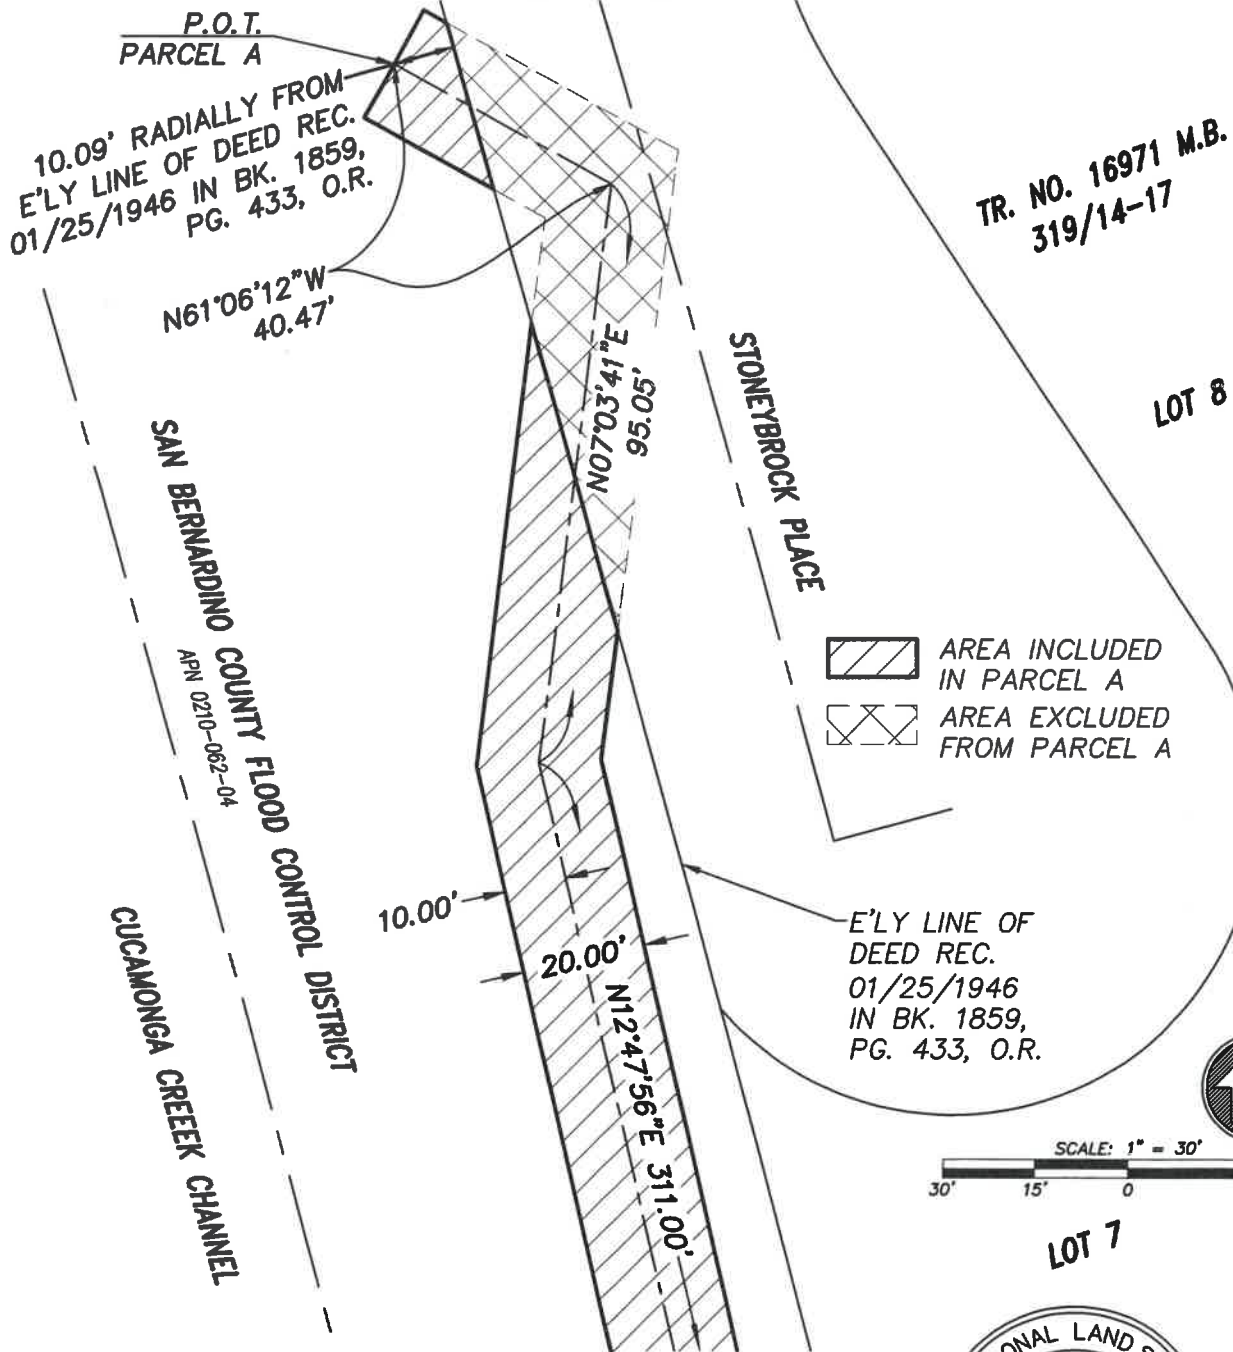 P.O.T.
PARCEL A
10.09' RADIALLY FROM
E'LY LINE OF DEED REC.
01/25/1946 IN BK. 1859,
PG. 433, O.R.
N61°06'12"W
40.47'
TR. NO. 16971 M.B.
319/14-17
N07°03'41"E
95.05'
STONEYBROCK PLACE
LOT 8
SAN BERNARDINO COUNTY FLOOD CONTROL DISTRICT
APN 0210-062-04
AREA INCLUDED
IN PARCEL A
AREA EXCLUDED
FROM PARCEL A
CUCAMONGA CREEEK CHANNEL
10.00'
20.00'
N12°47'56"E 311.00'
E'LY LINE OF
DEED REC.
01/25/1946
IN BK. 1859,
PG. 433, O.R.
SCALE: 1" = 30'
30' 15' 0
LOT 7
ONAL LAND S